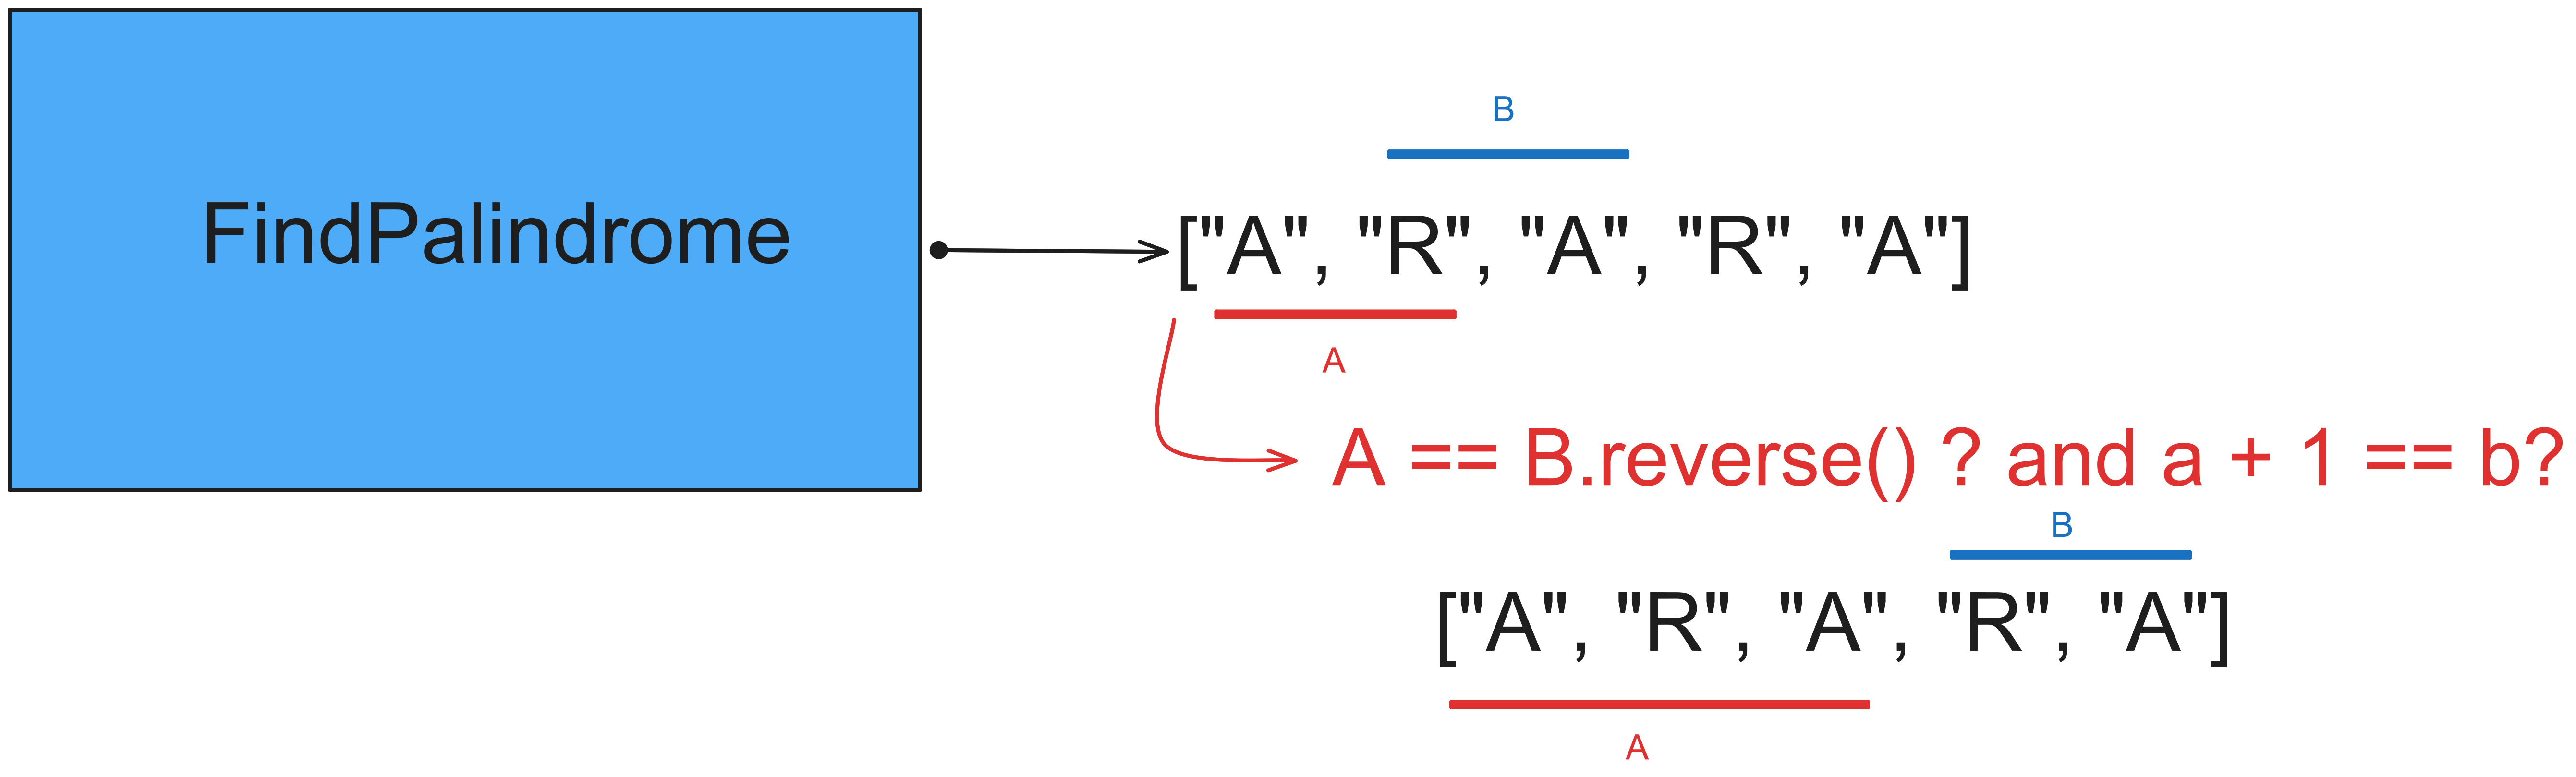 FindPalindrome
B
["A", "R", "A", "R", "A"]
A
A == B.reverse() ? and a + 1 == b?
B
["A", "R", "A", "R", "A"]
A